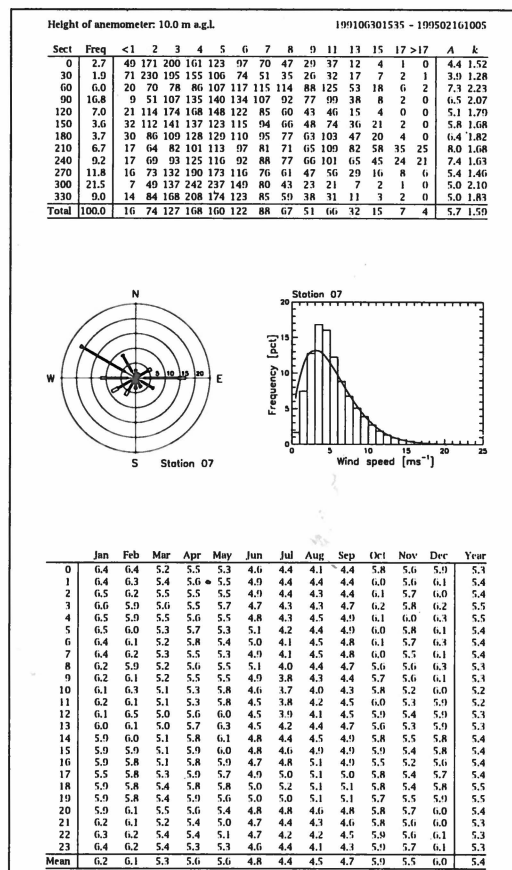 Height of anemometer: 10.0 m a.g.l. 199106301535 - 199502161005
Sect Freq <1 2 3 4 5 6 7 8 9 11 13 15 17 >17 A k
0 2.7 49 171 200 161 123 97 70 47 29 37 12 4 1 0 4.4 1.52
30 1.9 71 230 195 155 106 74 51 35 26 32 17 7 2 1 3.9 1.28
60 6.0 20 70 78 86 107 117 115 114 88 125 53 18 6 2 7.3 2.23
90 16.8 9 51 107 135 140 134 107 92 77 99 38 8 2 0 6.5 2.07
120 7.0 21 114 174 168 148 122 85 60 43 46 15 4 0 0 5.1 1.79
150 3.6 32 112 141 137 123 115 94 66 48 74 36 21 2 0 5.8 1.68
180 3.7 30 86 109 128 129 110 95 77 63 103 47 20 4 0 6.4 1.82
210 6.7 17 64 82 101 113 97 81 71 65 109 82 58 35 25 8.0 1.68
240 9.2 17 69 93 125 116 92 88 77 66 101 65 45 24 21 7.4 1.63
270 11.8 16 73 132 190 173 116 76 61 47 56 29 16 8 6 5.4 1.46
300 21.5 7 49 137 242 237 149 80 43 23 21 7 2 1 0 5.0 2.10
330 9.0 14 84 168 208 174 123 85 59 38 31 11 3 2 0 5.0 1.83
Total 100.0 16 74 127 168 160 122 88 67 51 66 32 15 7 4 5.7 1.59
N
W
E
S
5 10 15 20
Station 07
Station 07
Frequency [pct]
20
15
10
5
0
0 5 10 15 20 25
Wind speed [ms⁻¹]
Jan Feb Mar Apr May Jun Jul Aug Sep Oct Nov Dec Year
0 6.4 6.4 5.2 5.5 5.3 4.6 4.4 4.1 4.4 5.8 5.6 5.9 5.3
1 6.4 6.3 5.4 5.6 5.5 4.9 4.4 4.4 4.4 6.0 5.6 6.1 5.4
2 6.5 6.2 5.5 5.5 5.5 4.9 4.4 4.3 4.4 6.1 5.7 6.0 5.4
3 6.6 5.9 5.6 5.5 5.7 4.7 4.3 4.3 4.7 6.2 5.8 6.2 5.5
4 6.5 5.9 5.5 5.6 5.5 4.8 4.3 4.5 4.9 6.1 6.0 6.3 5.5
5 6.5 6.0 5.3 5.7 5.3 5.1 4.2 4.4 4.9 6.0 5.8 6.1 5.4
6 6.4 6.1 5.2 5.8 5.4 5.0 4.1 4.5 4.8 6.1 5.7 6.3 5.4
7 6.4 6.2 5.3 5.5 5.3 4.9 4.1 4.5 4.8 6.0 5.5 6.1 5.4
8 6.2 5.9 5.2 5.6 5.5 5.1 4.0 4.4 4.7 5.6 5.6 6.3 5.3
9 6.2 6.1 5.2 5.5 5.5 4.9 3.8 4.3 4.4 5.7 5.6 6.1 5.3
10 6.1 6.3 5.1 5.3 5.8 4.6 3.7 4.0 4.3 5.8 5.2 6.0 5.2
11 6.2 6.1 5.1 5.3 5.8 4.5 3.8 4.2 4.5 6.0 5.3 5.9 5.2
12 6.1 6.5 5.0 5.6 6.0 4.5 3.9 4.1 4.5 5.9 5.4 5.9 5.3
13 6.0 6.1 5.0 5.7 6.3 4.5 4.2 4.4 4.7 5.6 5.3 5.9 5.3
14 5.9 6.0 5.1 5.8 6.1 4.8 4.4 4.5 4.9 5.8 5.5 5.8 5.4
15 5.9 5.9 5.1 5.9 6.0 4.8 4.6 4.9 4.9 5.9 5.4 5.8 5.4
16 5.9 5.8 5.1 5.8 5.9 4.7 4.8 5.1 4.9 5.5 5.2 5.6 5.4
17 5.5 5.8 5.3 5.9 5.7 4.9 5.0 5.1 5.0 5.8 5.4 5.7 5.4
18 5.9 5.8 5.4 5.8 5.8 5.0 5.2 5.1 5.1 5.8 5.4 5.8 5.5
19 5.9 5.8 5.4 5.9 5.6 5.0 5.0 5.1 5.1 5.7 5.5 5.9 5.5
20 5.9 6.1 5.5 5.6 5.4 4.8 4.8 4.6 4.8 5.8 5.7 6.0 5.4
21 6.2 6.1 5.2 5.4 5.0 4.7 4.4 4.3 4.6 5.8 5.6 6.0 5.3
22 6.3 6.2 5.4 5.4 5.1 4.7 4.2 4.2 4.5 5.9 5.6 6.1 5.3
23 6.4 6.2 5.4 5.3 5.3 4.6 4.4 4.1 4.3 5.9 5.7 6.1 5.3
Mean 6.2 6.1 5.3 5.6 5.6 4.8 4.4 4.5 4.7 5.9 5.5 6.0 5.4